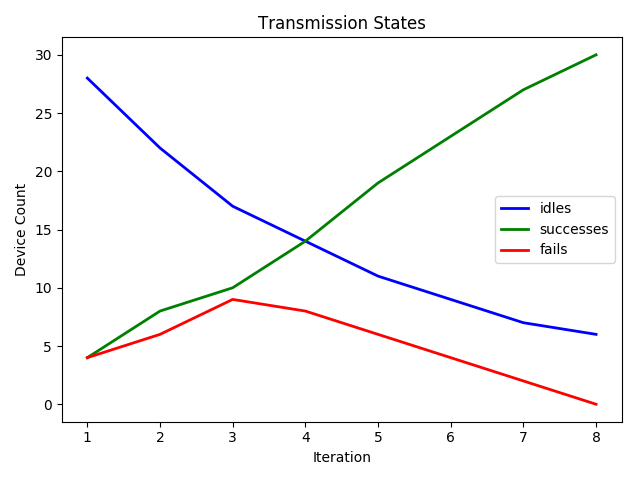 Transmission States
Device Count
30
25
20
15
10
5
0
idles
successes
fails
1 2 3 4 5 6 7 8
Iteration